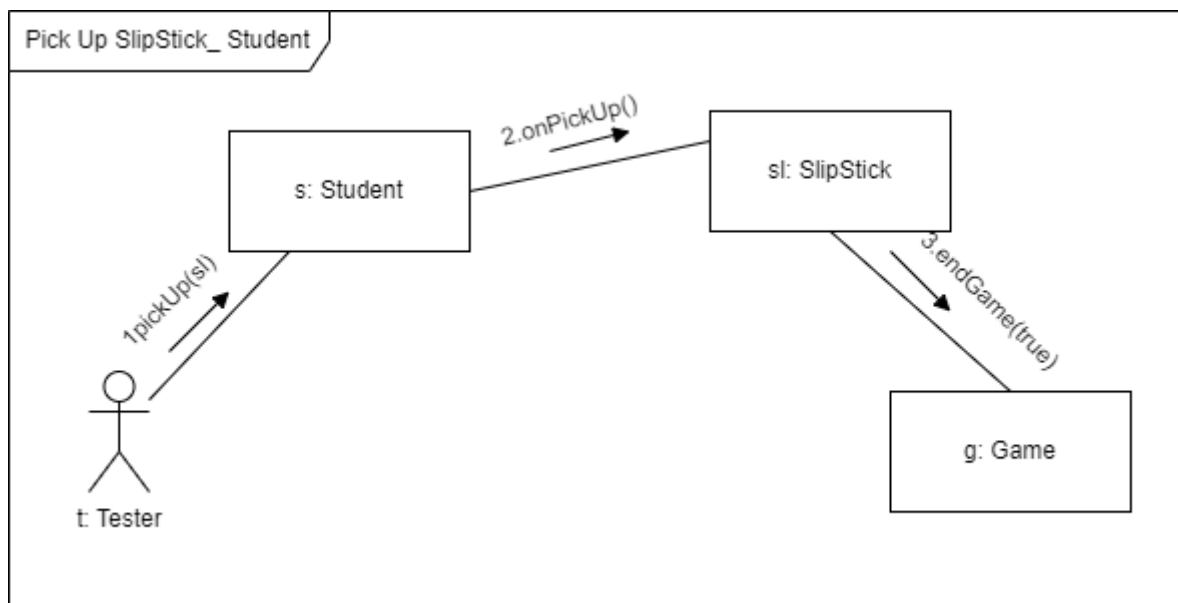 Pick Up SlipStick_ Student
2.onPickUp()
s: Student
sl: SlipStick
1pickUp(sl)
3.endGame(true)
g: Game
t: Tester